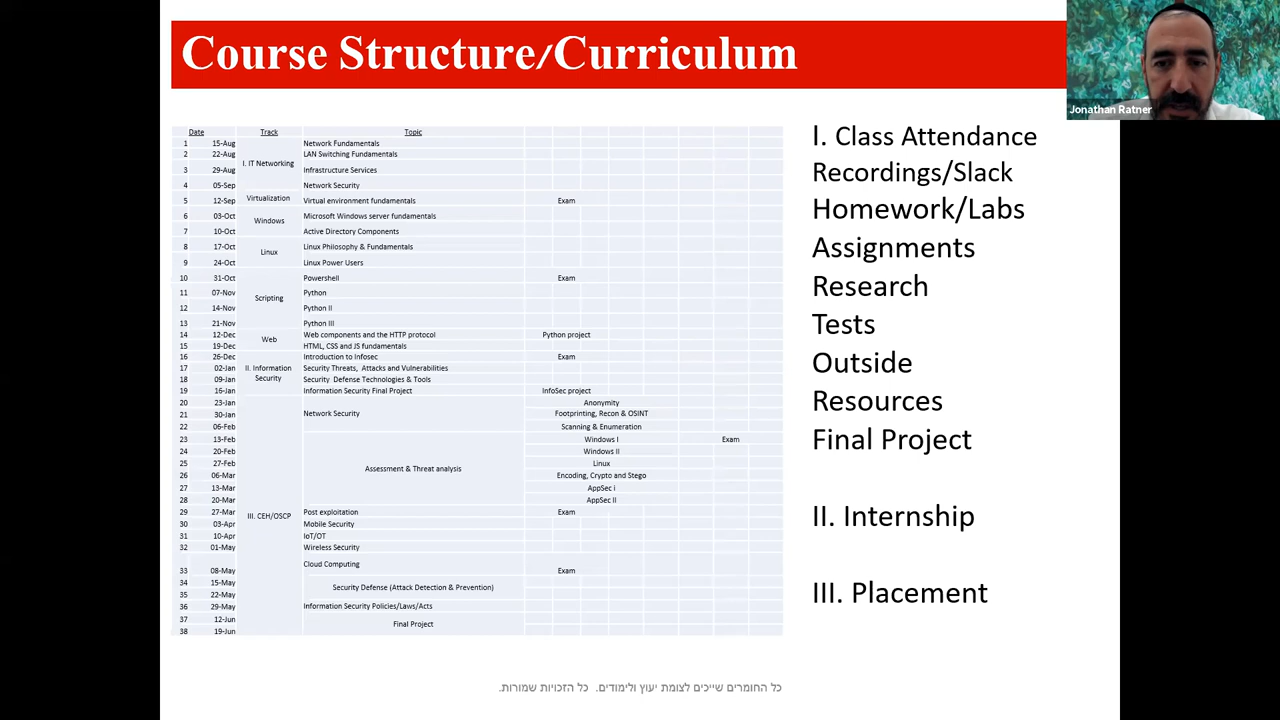 Course Structure/Curriculum
Jonathan Ratner
Date Track Topic
1 15-Aug Network Fundamentals
2 22-Aug LAN Switching Fundamentals
I. IT Networking
3 29-Aug Infrastructure Services
4 05-Sep Network Security
5 12-Sep Virtualization Virtual environment fundamentals Exam
6 03-Oct Microsoft Windows server fundamentals
Windows
7 10-Oct Active Directory Components
8 17-Oct Linux Philosophy & Fundamentals
Linux
9 24-Oct Linux Power Users
10 31-Oct Powershell Exam
11 07-Nov Python
Scripting
12 14-Nov Python II
13 21-Nov Python III
14 12-Dec Web components and the HTTP protocol Python project
Web
15 19-Dec HTML, CSS and JS fundamentals
16 26-Dec Introduction to Infosec Exam
17 02-Jan II. Information Security Threats, Attacks and Vulnerabilities
18 09-Jan Security Security Defense Technologies & Tools
19 16-Jan Information Security Final Project InfoSec project
20 23-Jan Anonymity
21 30-Jan Network Security Footprinting, Recon & OSINT
22 06-Feb Scanning & Enumeration
23 13-Feb Windows I Exam
24 20-Feb Windows II
25 27-Feb Linux
Assessment & Threat analysis
26 06-Mar Encoding, Crypto and Stego
27 13-Mar AppSec i
28 20-Mar AppSec II
29 27-Mar Post exploitation Exam
III. CEH/OSCP
30 03-Apr Mobile Security
31 10-Apr IoT/OT
32 01-May Wireless Security
Cloud Computing
33 08-May Exam
34 15-May
Security Defense (Attack Detection & Prevention)
35 22-May
36 29-May Information Security Policies/Laws/Acts
37 12-Jun
Final Project
38 19-Jun
I. Class Attendance
Recordings/Slack
Homework/Labs
Assignments
Research
Tests
Outside
Resources
Final Project
II. Internship
III. Placement
כל החומרים שייכים לצומת יעוץ ולימודים. כל הזכויות שמורות.